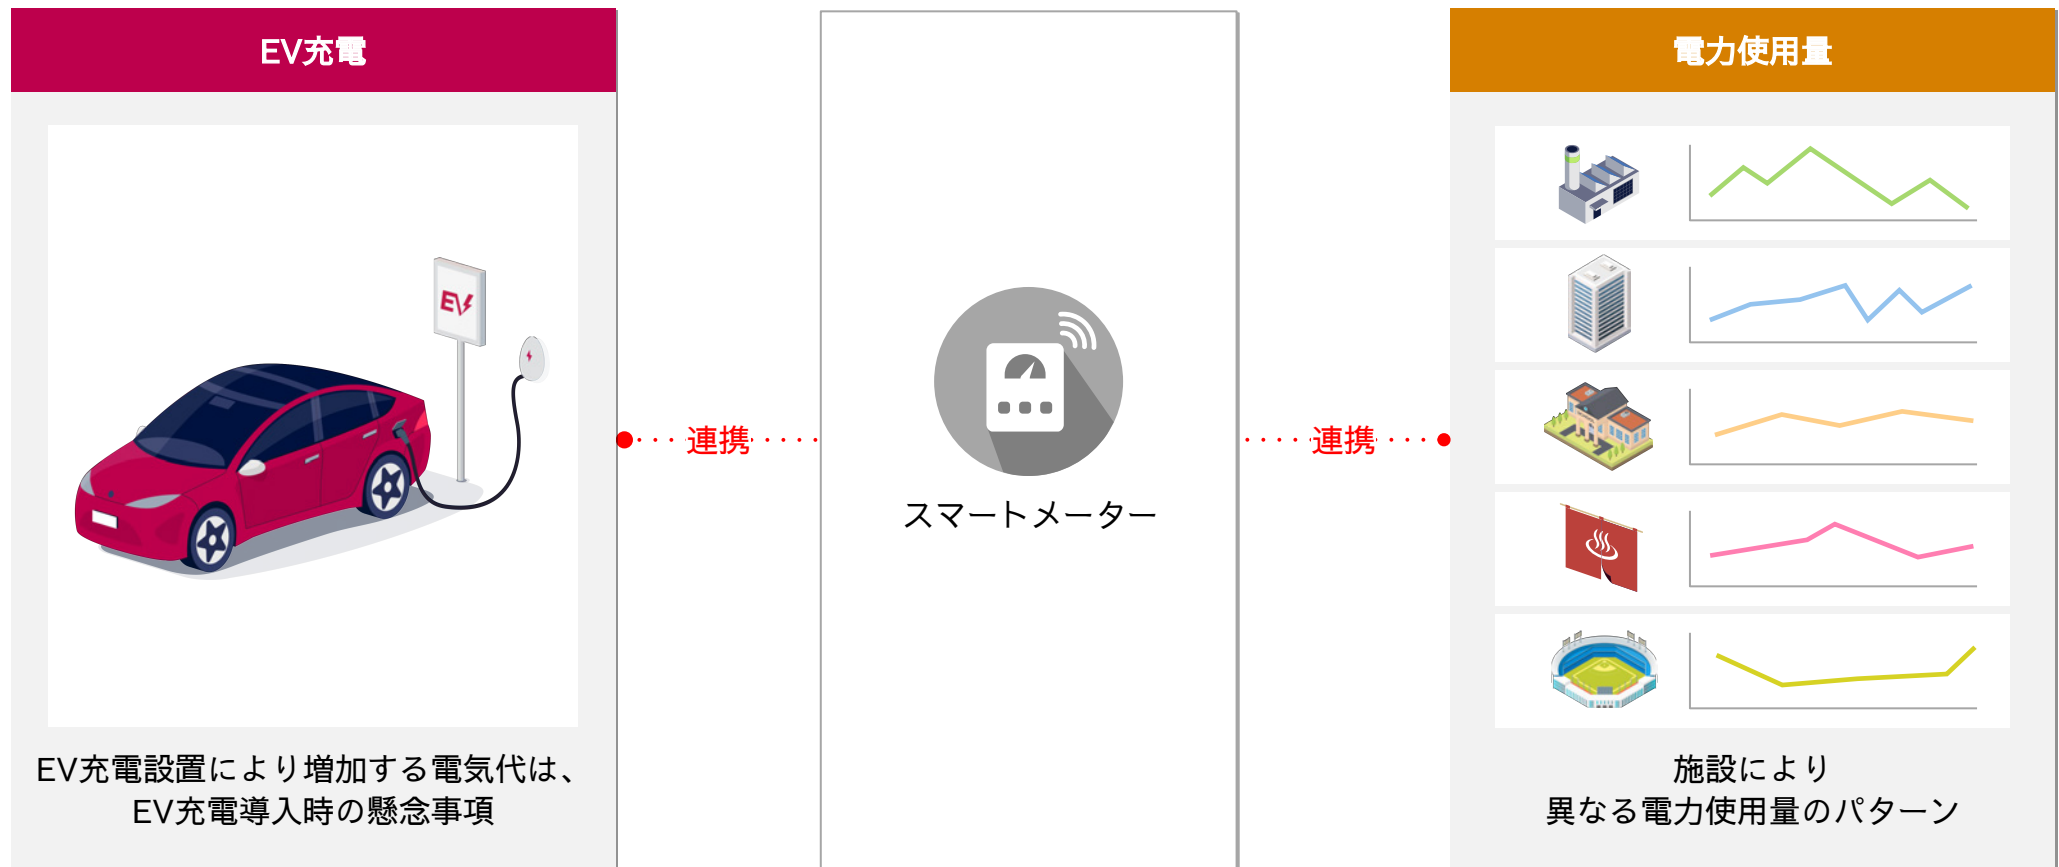 EV充電
電力使用量
EV
連携
連携
スマートメーター
EV充電設置により増加する電気代は、
EV充電導入時の懸念事項
施設により
異なる電力使用量のパターン